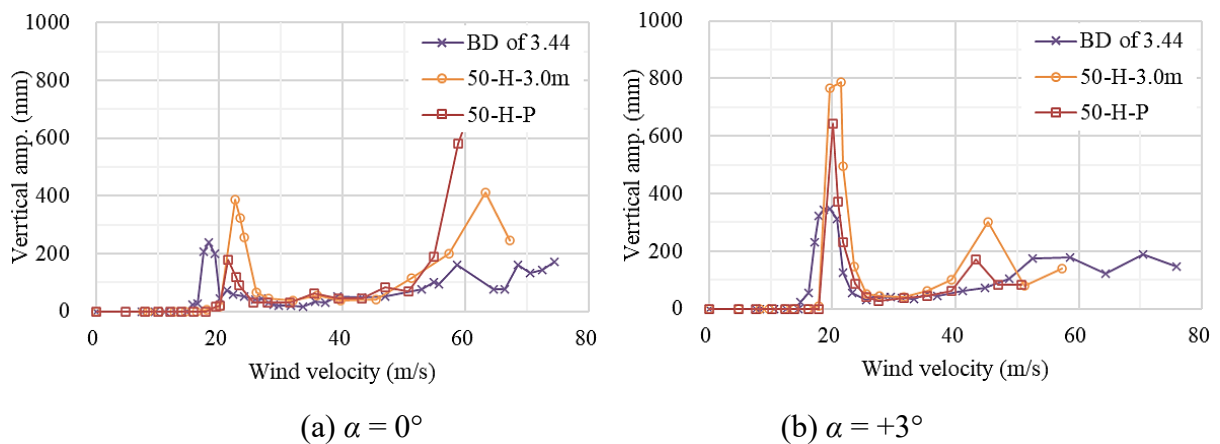 1000
800
600
400
200
0
Verrtical amp. (mm)
BD of 3.44
50-H-3.0m
50-H-P
0 20 40 60 80
Wind velocity (m/s)
(a) α = 0°
1000
800
600
400
200
0
Vertical amp. (mm)
BD of 3.44
50-H-3.0m
50-H-P
0 20 40 60 80
Wind velocity (m/s)
(b) α = +3°